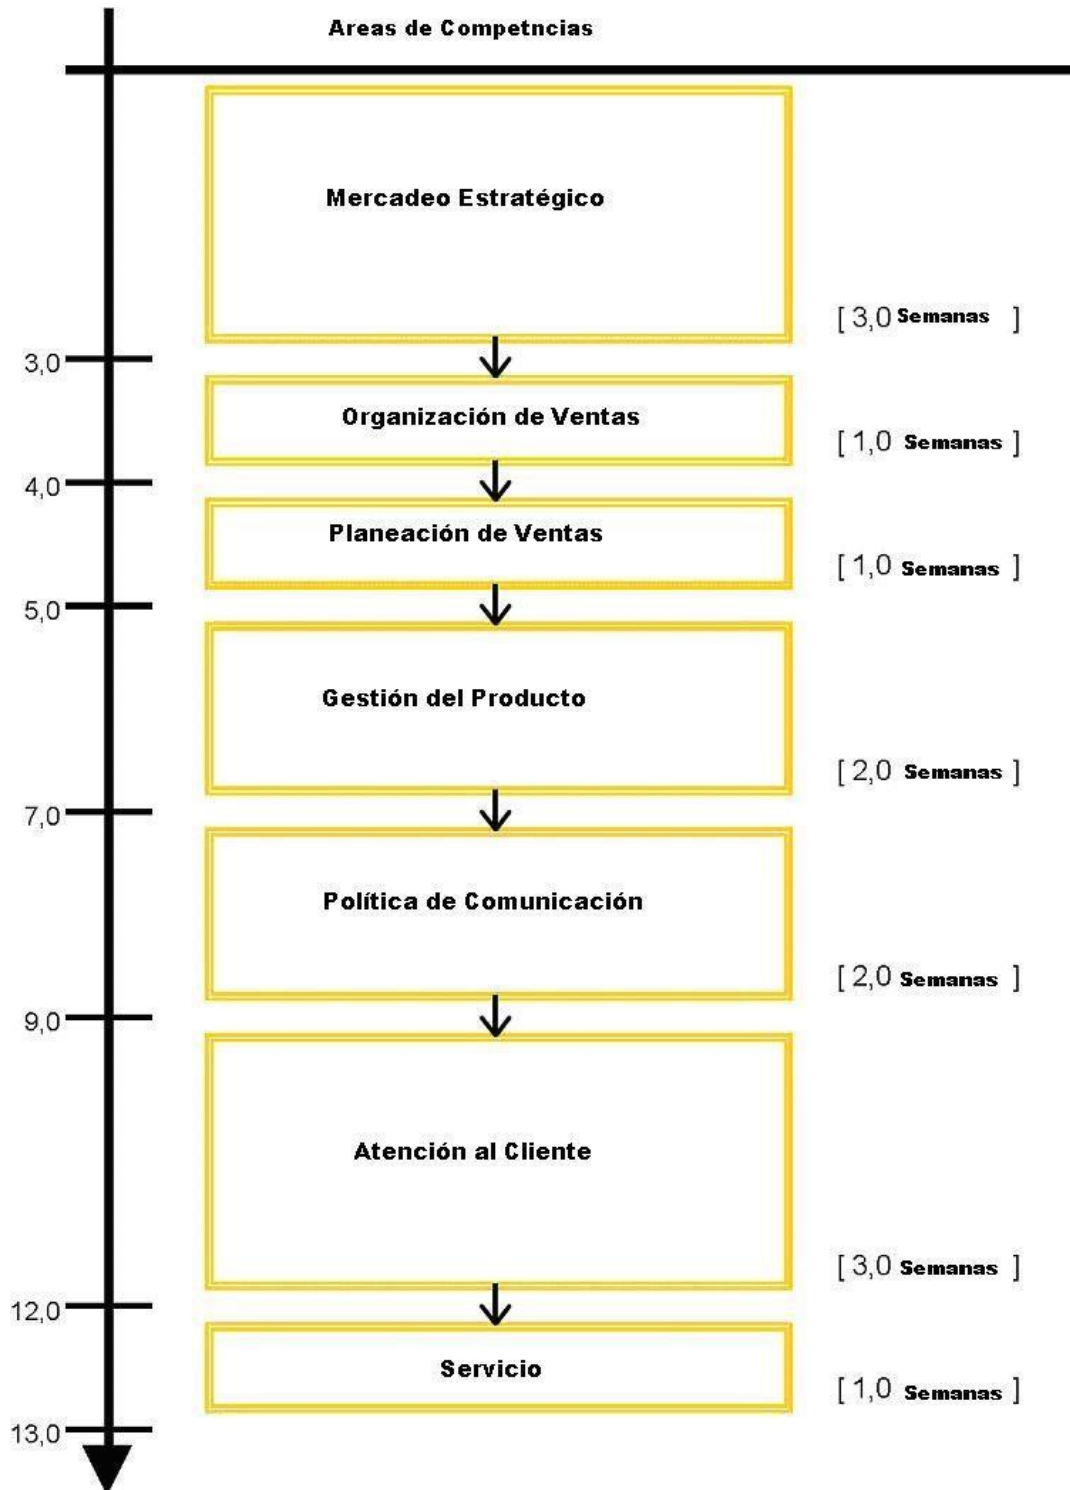 Areas de Competncias
Mercadeo Estratégico
[ 3,0 Semanas ]
3,0
Organización de Ventas
[ 1,0 Semanas ]
4,0
Planeación de Ventas
[ 1,0 Semanas ]
5,0
Gestión del Producto
[ 2,0 Semanas ]
7,0
Política de Comunicación
[ 2,0 Semanas ]
9,0
Atención al Cliente
[ 3,0 Semanas ]
12,0
Servicio
[ 1,0 Semanas ]
13,0